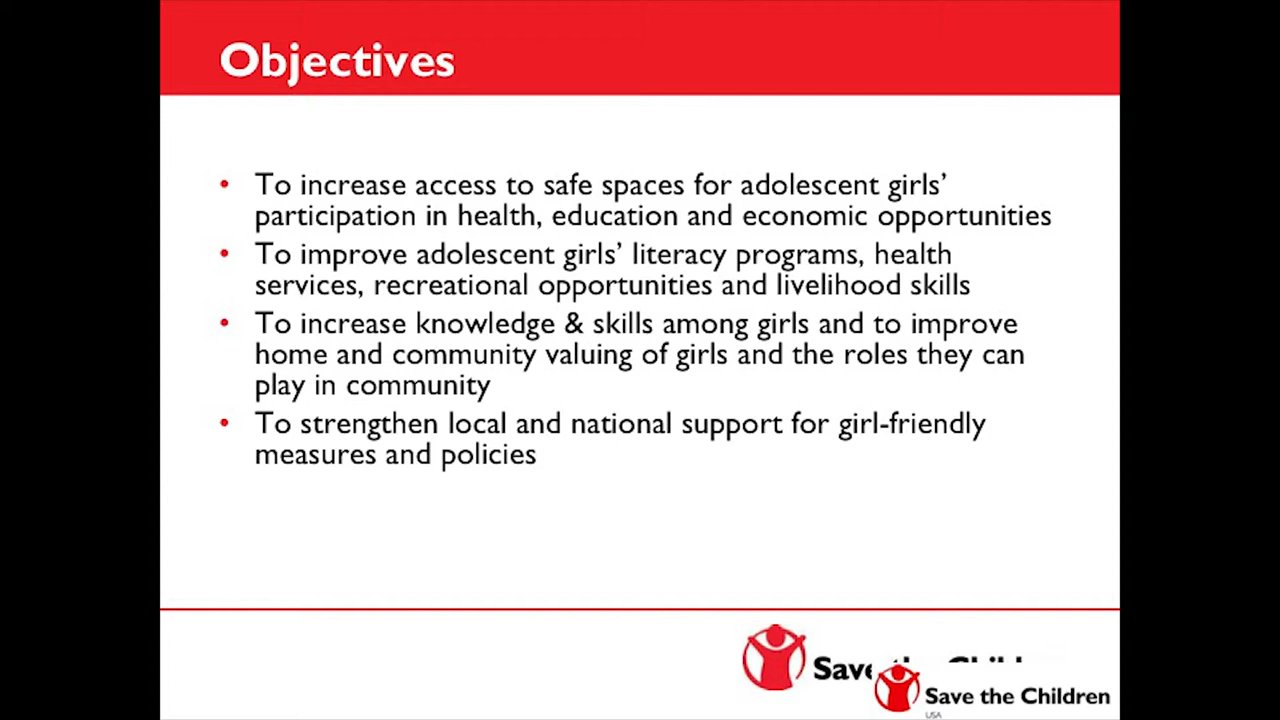 Objectives
• To increase access to safe spaces for adolescent girls’
participation in health, education and economic opportunities
• To improve adolescent girls’ literacy programs, health
services, recreational opportunities and livelihood skills
• To increase knowledge & skills among girls and to improve
home and community valuing of girls and the roles they can
play in community
• To strengthen local and national support for girl-friendly
measures and policies
Save
Save the Children
USA